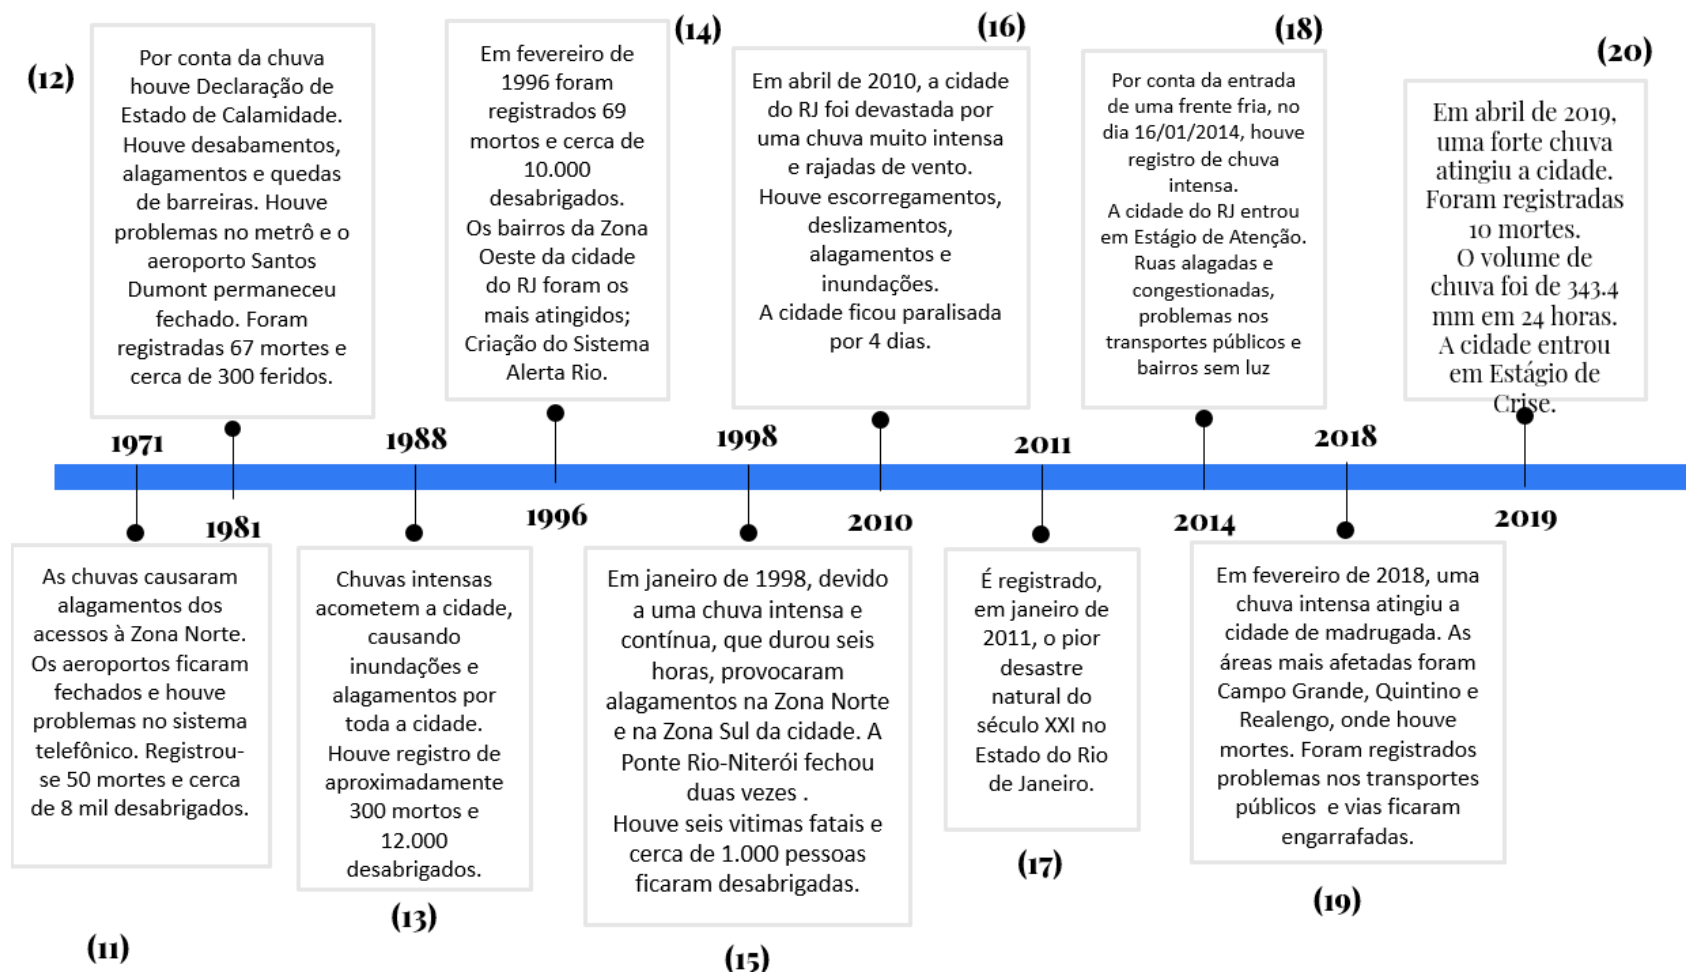 (12)
Por conta da chuva
houve Declaração de
Estado de Calamidade.
Houve desabamentos,
alagamentos e quedas
de barreiras. Houve
problemas no metrô e o
aeroporto Santos
Dumont permaneceu
fechado. Foram
registradas 67 mortes e
cerca de 300 feridos.
(14)
Em fevereiro de
1996 foram
registrados 69
mortos e cerca de
10.000
desabrigados.
Os bairros da Zona
Oeste da cidade
do RJ foram os
mais atingidos;
Criação do Sistema
Alerta Rio.
(16)
Em abril de 2010, a cidade
do RJ foi devastada por
uma chuva muito intensa
e rajadas de vento.
Houve escorregamentos,
deslizamentos,
alagamentos e
inundações.
A cidade ficou paralisada
por 4 dias.
(18)
Por conta da entrada
de uma frente fria, no
dia 16/01/2014, houve
registro de chuva
intensa.
A cidade do RJ entrou
em Estágio de Atenção.
Ruas alagadas e
congestionadas,
problemas nos
transportes públicos e
bairros sem luz
(20)
Em abril de 2019,
uma forte chuva
atingiu a cidade.
Foram registradas
10 mortes.
O volume de
chuva foi de 343.4
mm em 24 horas.
A cidade entrou
em Estágio de
Crise.
1971
1988
1998
2011
2018
1981
1996
2010
2014
2019
As chuvas causaram
alagamentos dos
acessos à Zona Norte.
Os aeroportos ficaram
fechados e houve
problemas no sistema
telefônico. Registrou-
se 50 mortes e cerca
de 8 mil desabrigados.
(11)
Chuvas intensas
acometem a cidade,
causando
inundações e
alagamentos por
toda a cidade.
Houve registro de
aproximadamente
300 mortos e
12.000
desabrigados.
(13)
Em janeiro de 1998, devido
a uma chuva intensa e
contínua, que durou seis
horas, provocaram
alagamentos na Zona Norte
e na Zona Sul da cidade. A
Ponte Rio-Niterói fechou
duas vezes .
Houve seis vitimas fatais e
cerca de 1.000 pessoas
ficaram desabrigadas.
(15)
É registrado,
em janeiro de
2011, o pior
desastre
natural do
século XXI no
Estado do Rio
de Janeiro.
(17)
Em fevereiro de 2018, uma
chuva intensa atingiu a
cidade de madrugada. As
áreas mais afetadas foram
Campo Grande, Quintino e
Realengo, onde houve
mortes. Foram registrados
problemas nos transportes
públicos e vias ficaram
engarrafadas.
(19)